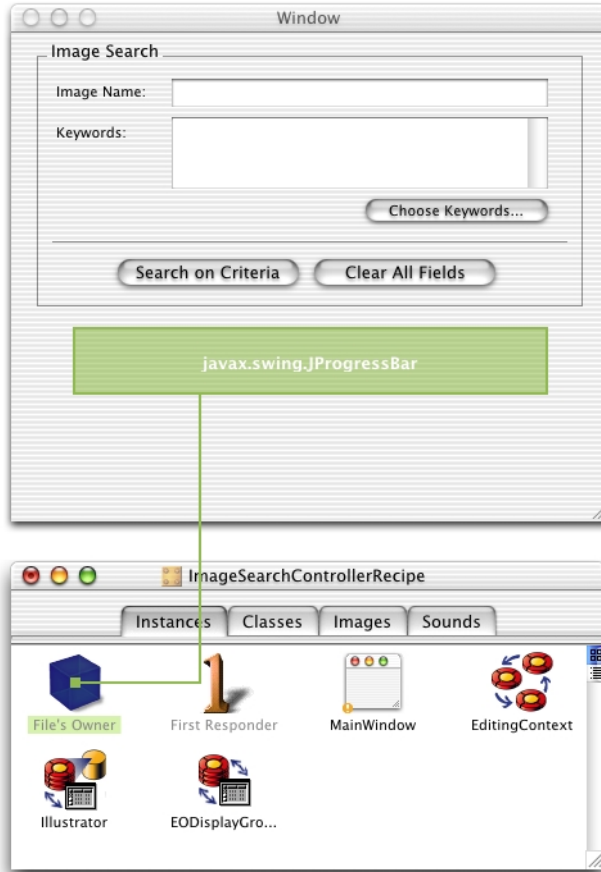 Window
Image Search
Image Name:
Keywords:
Choose Keywords...
Search on Criteria
Clear All Fields
javax.swing.JProgressBar
ImageSearchControllerRecipe
Instances
Classes
Images
Sounds
File's Owner
First Responder
MainWindow
EditingContext
Illustrator
EODisplayGro...